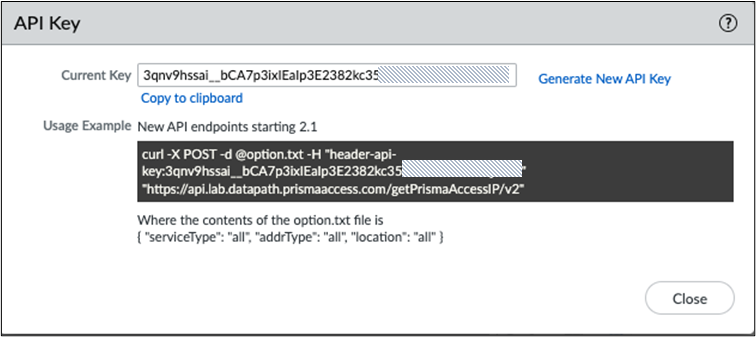 API Key
Current Key 3qnv9hssai__bCA7p3ixlEaIp3E2382kc35 Generate New API Key
Copy to clipboard
Usage Example New API endpoints starting 2.1
curl -X POST -d @option.txt -H "header-api-
key:3qnv9hssai__bCA7p3ixlEaIp3E2382kc35 "
"https://api.lab.datapath.prismaaccess.com/getPrismaAccessIP/v2"
Where the contents of the option.txt file is
{ "serviceType": "all", "addrType": "all", "location": "all" }
Close